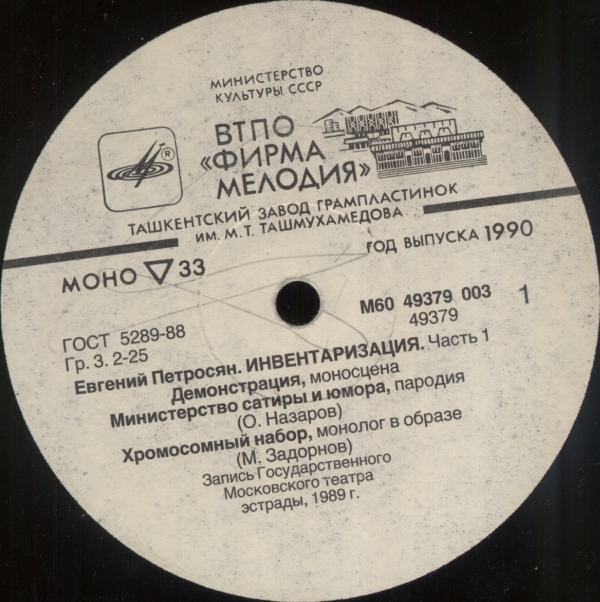 МИНИСТЕРСТВО
КУЛЬТУРЫ СССР
ВТПО
«ФИРМА
МЕЛОДИЯ»
®
ТАШКЕНТСКИЙ ЗАВОД ГРАМПЛАСТИНОК
ИМ. М.Т. ТАШМУХАМЕДОВА
ГОД ВЫПУСКА 1990
МОНО 33
М60 49379 003 1
49379
ГОСТ 5289-88
Гр. 3. 2-25
Евгений Петросян. ИНВЕНТАРИЗАЦИЯ. Часть 1
Демонстрация, моносцена
Министерство сатиры и юмора, пародия
(О. Назаров)
Хромосомный набор, монолог в образе
(М. Задорнов)
Запись Государственного
Московского театра
эстрады, 1989 г.